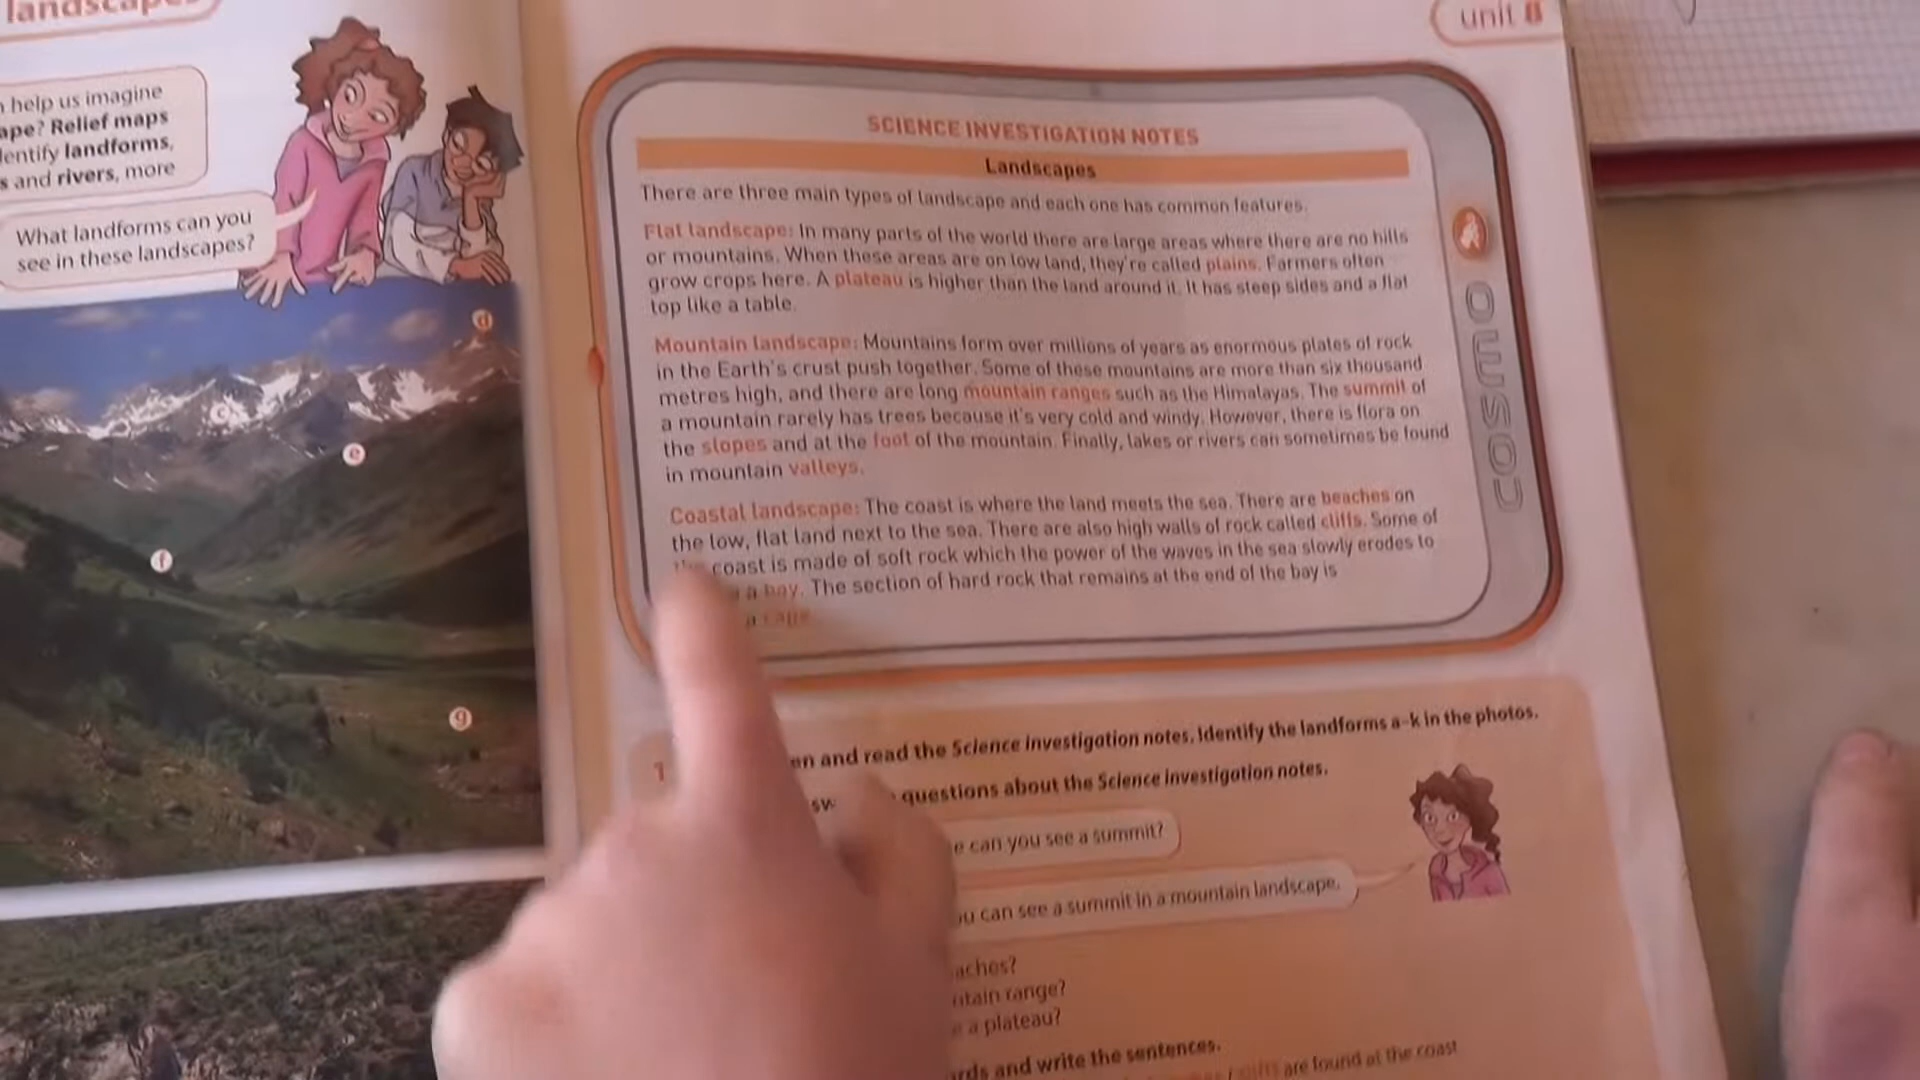 landscapes
help us imagine
ape? Relief maps
dentify landforms,
s and rivers, more
What landforms can you
see in these landscapes?
d
c
e
f
g
unit 8
SCIENCE INVESTIGATION NOTES
Landscapes
There are three main types of landscape and each one has common features.
Flat landscape: In many parts of the world there are large areas where there are no hills
or mountains. When these areas are on low land, they're called plains. Farmers often
grow crops here. A plateau is higher than the land around it. It has steep sides and a flat
top like a table.
Mountain landscape: Mountains form over millions of years as enormous plates of rock
in the Earth's crust push together. Some of these mountains are more than six thousand
metres high, and there are long mountain ranges such as the Himalayas. The summit of
a mountain rarely has trees because it's very cold and windy. However, there is flora on
the slopes and at the foot of the mountain. Finally, lakes or rivers can sometimes be found
in mountain valleys.
Coastal landscape: The coast is where the land meets the sea. There are beaches on
the low, flat land next to the sea. There are also high walls of rock called cliffs. Some of
the coast is made of soft rock which the power of the waves in the sea slowly erodes to
a bay. The section of hard rock that remains at the end of the bay is
a cape.
COSMO
1
en and read the Science investigation notes. Identify the landforms a-k in the photos.
sw questions about the Science investigation notes.
e can you see a summit?
ou can see a summit in a mountain landscape.
aches?
ntain range?
e a plateau?
rds and write the sentences.
cliffs are found at the coast